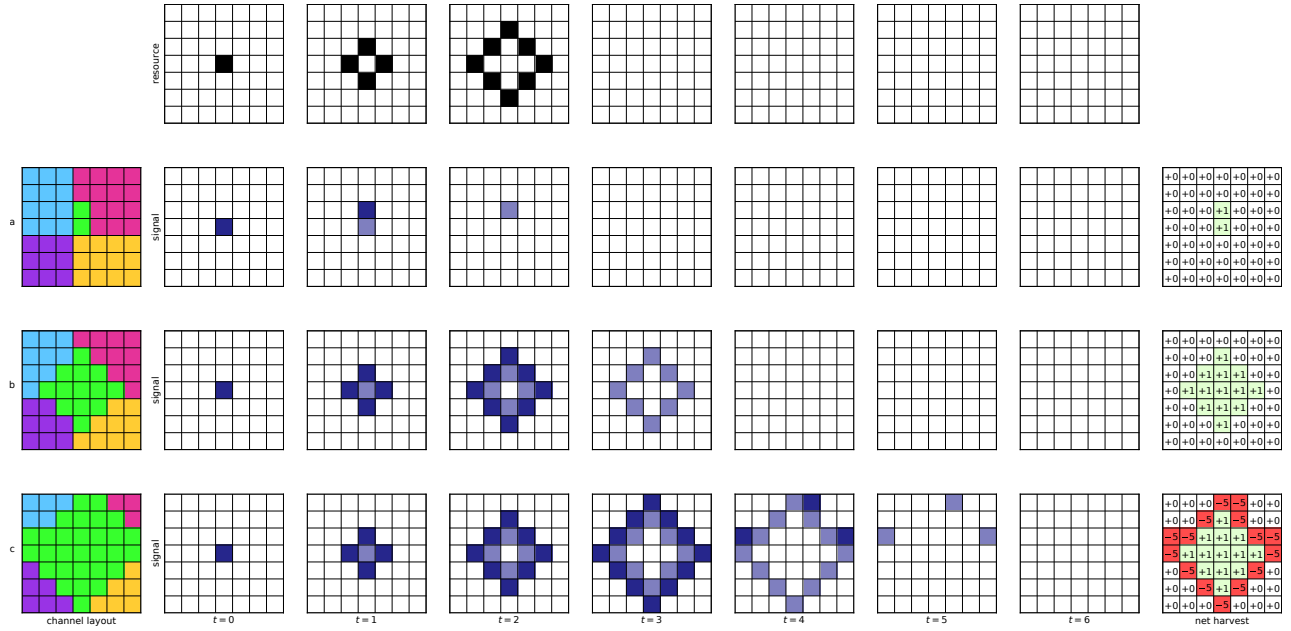 resource
a
signal
+0 +0 +0 +0 +0 +0 +0
+0 +0 +0 +0 +0 +0 +0
+0 +0 +0 +1 +0 +0 +0
+0 +0 +0 +1 +0 +0 +0
+0 +0 +0 +0 +0 +0 +0
+0 +0 +0 +0 +0 +0 +0
+0 +0 +0 +0 +0 +0 +0
b
signal
+0 +0 +0 +0 +0 +0 +0
+0 +0 +0 +1 +0 +0 +0
+0 +0 +1 +1 +1 +0 +0
+0 +1 +1 +1 +1 +1 +0
+0 +0 +1 +1 +1 +0 +0
+0 +0 +0 +1 +0 +0 +0
+0 +0 +0 +0 +0 +0 +0
c
signal
+0 +0 +0 −5 −5 +0 +0
+0 +0 −5 +1 −5 +0 +0
−5 −5 +1 +1 +1 −5 −5
−5 +1 +1 +1 +1 +1 −5
+0 −5 +1 +1 +1 −5 +0
+0 +0 −5 +1 −5 +0 +0
+0 +0 +0 −5 +0 +0 +0
channel layout
t = 0
t = 1
t = 2
t = 3
t = 4
t = 5
t = 6
net harvest